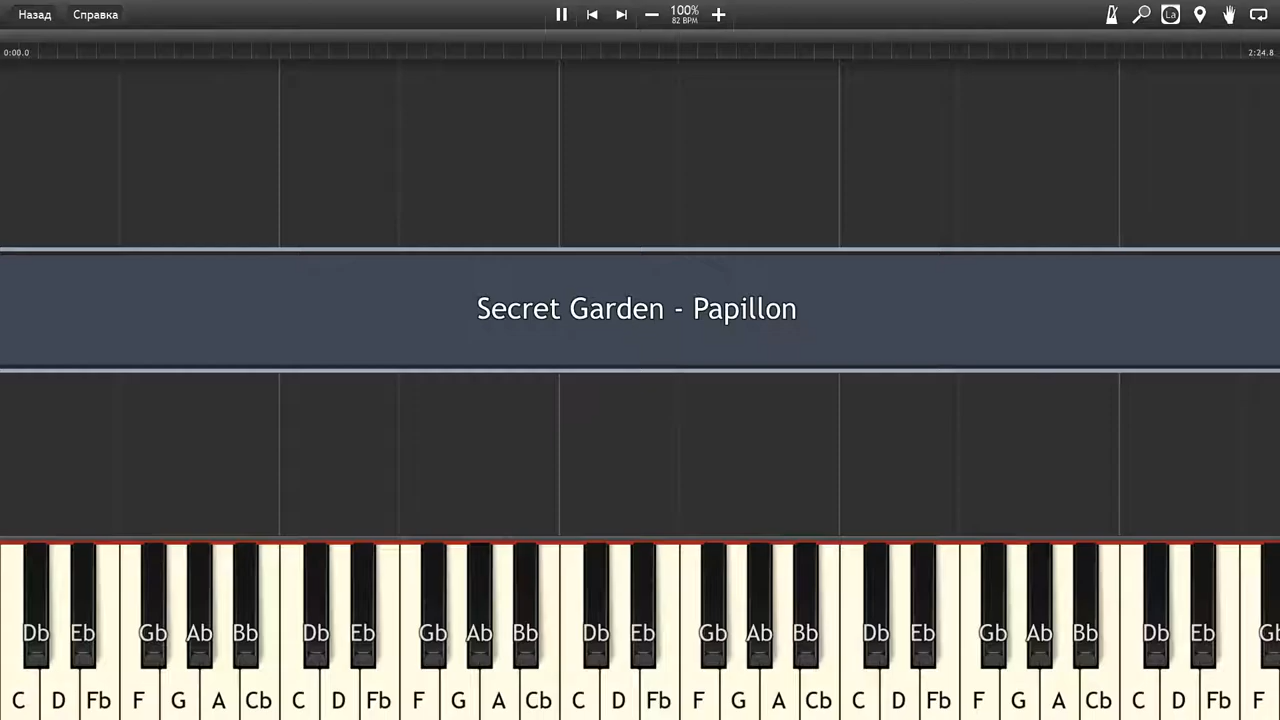 Назад Справка 100% La
82 BPM
0:00.0 2:24.8
Secret Garden - Papillon
Db Eb Gb Ab Bb Db Eb Gb Ab Bb Db Eb Gb Ab Bb Db Eb Gb Ab Bb Db Eb Gb
C D Fb F G A Cb C D Fb F G A Cb C D Fb F G A Cb C D Fb F G A Cb C D Fb F